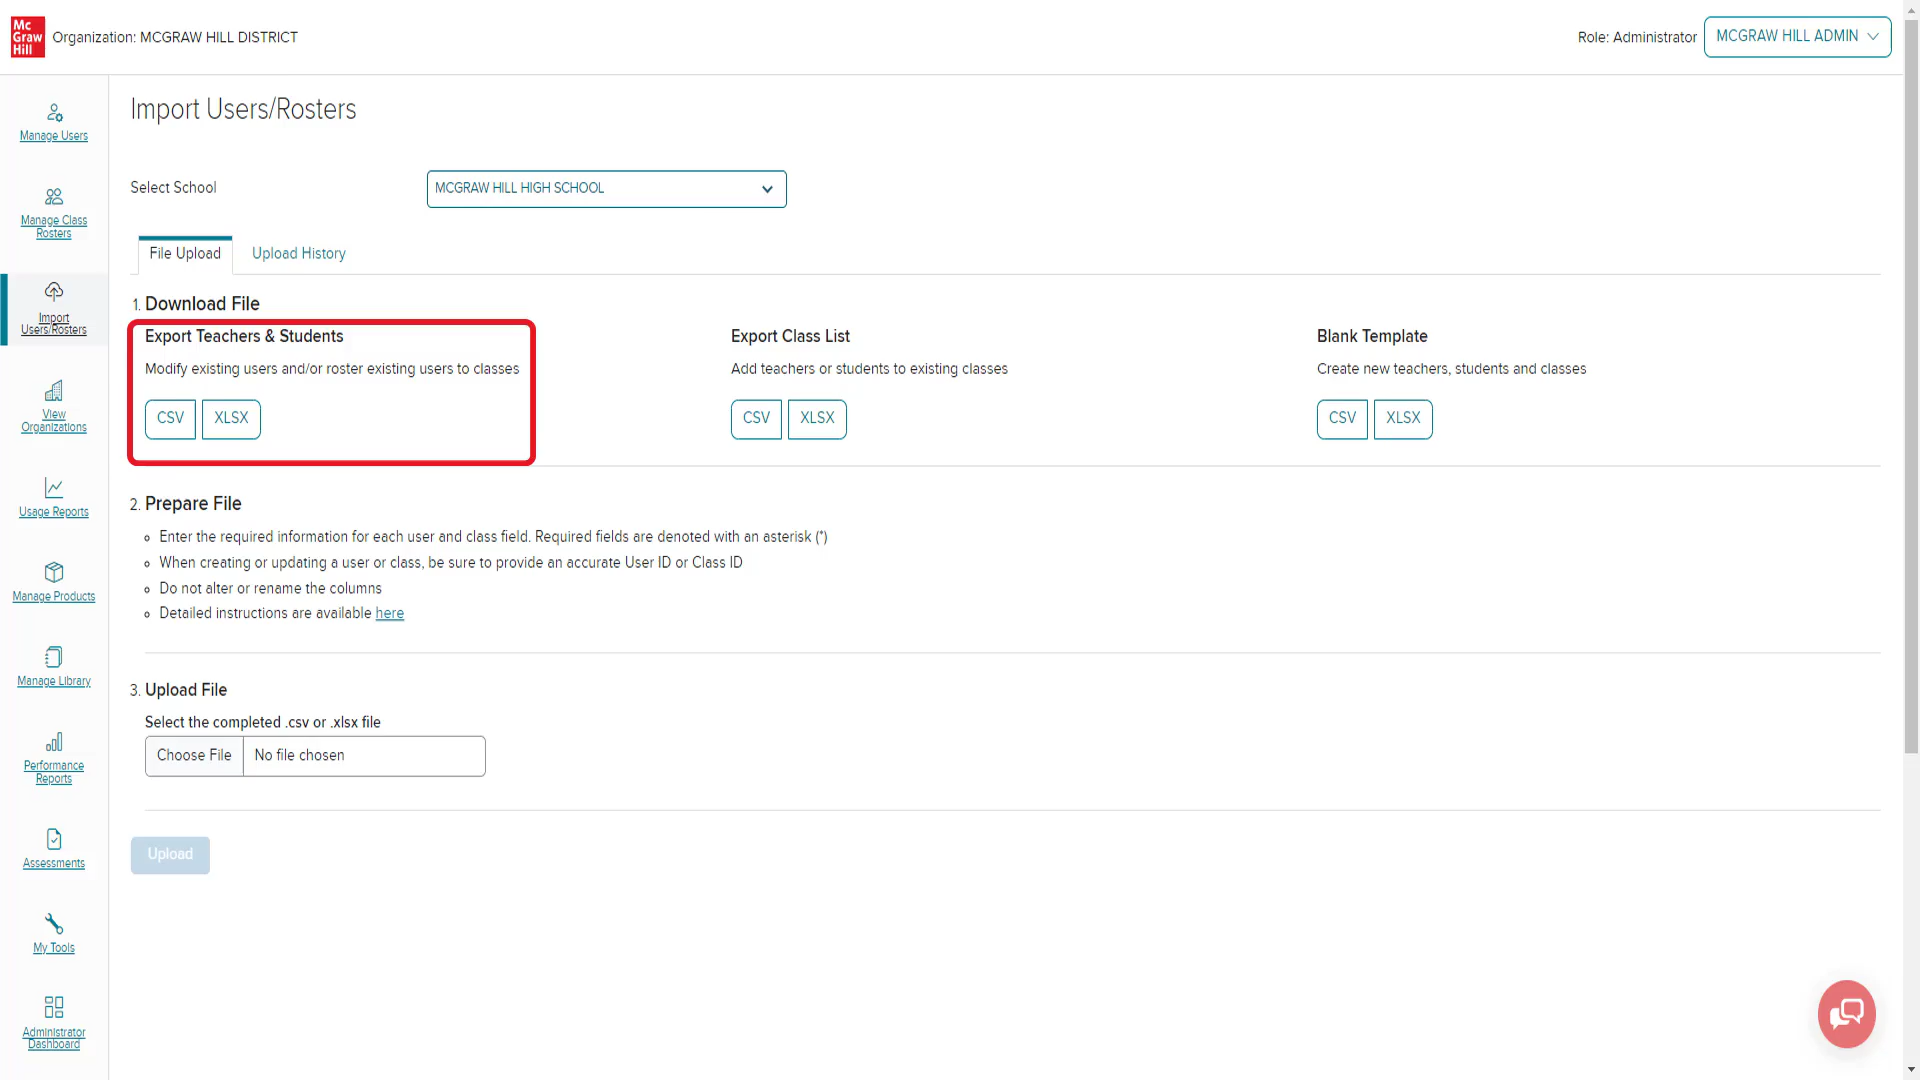 Mc
Graw
Hill
Organization: MCGRAW HILL DISTRICT
Role: Administrator
MCGRAW HILL ADMIN
Manage Users
Manage Class
Rosters
Import
Users/Rosters
View
Organizations
Usage Reports
Manage Products
Manage Library
Performance
Reports
Assessments
My Tools
Administrator
Dashboard
Import Users/Rosters
Select School
MCGRAW HILL HIGH SCHOOL
File Upload
Upload History
1. Download File
Export Teachers & Students
Modify existing users and/or roster existing users to classes
CSV
XLSX
Export Class List
Add teachers or students to existing classes
CSV
XLSX
Blank Template
Create new teachers, students and classes
CSV
XLSX
2. Prepare File
Enter the required information for each user and class field. Required fields are denoted with an asterisk (*)
When creating or updating a user or class, be sure to provide an accurate User ID or Class ID
Do not alter or rename the columns
Detailed instructions are available here
3. Upload File
Select the completed .csv or .xlsx file
Choose File
No file chosen
Upload